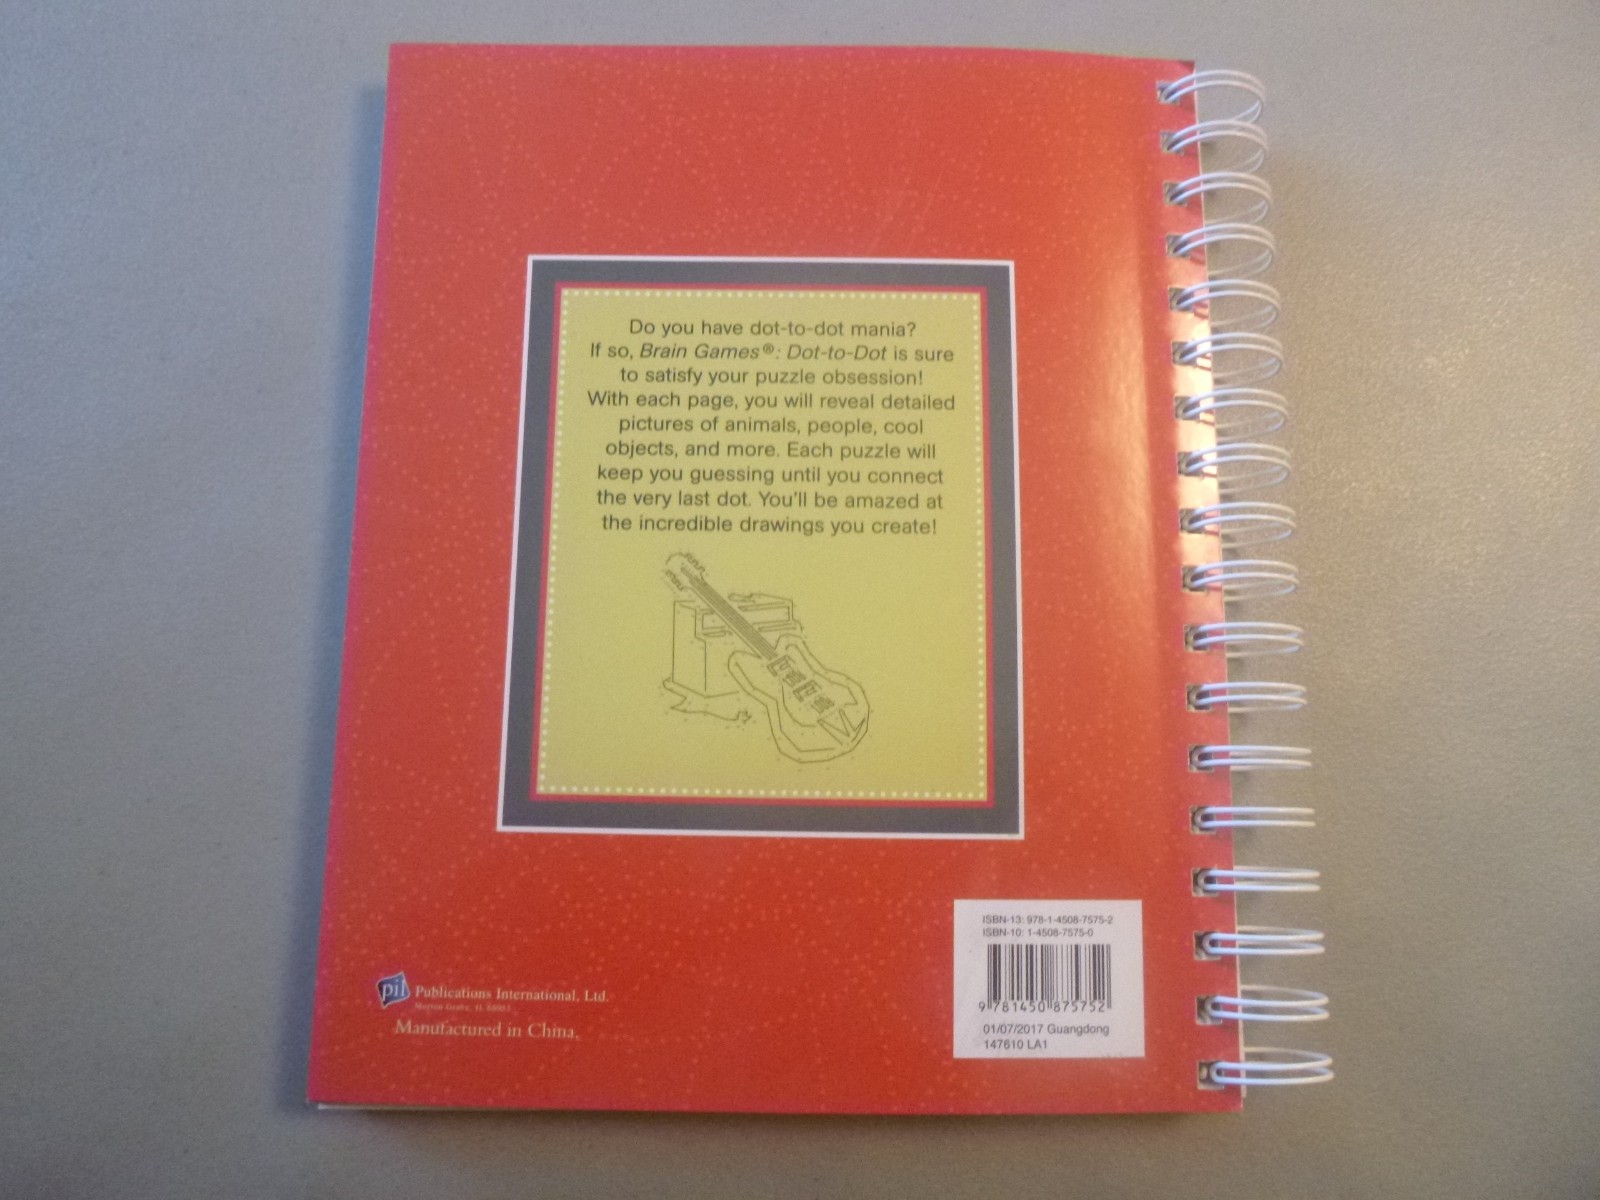 Do you have dot-to-dot mania?
If so, Brain Games®: Dot-to-Dot is sure
to satisfy your puzzle obsession!
With each page, you will reveal detailed
pictures of animals, people, cool
objects, and more. Each puzzle will
keep you guessing until you connect
the very last dot. You'll be amazed at
the incredible drawings you create!
pil Publications International, Ltd.
Manufactured in China.
ISBN-13: 978-1-4508-7575-2
ISBN-10: 1-4508-7575-0
9 781450 875752
01/07/2017 Guangdong
147610 LA1